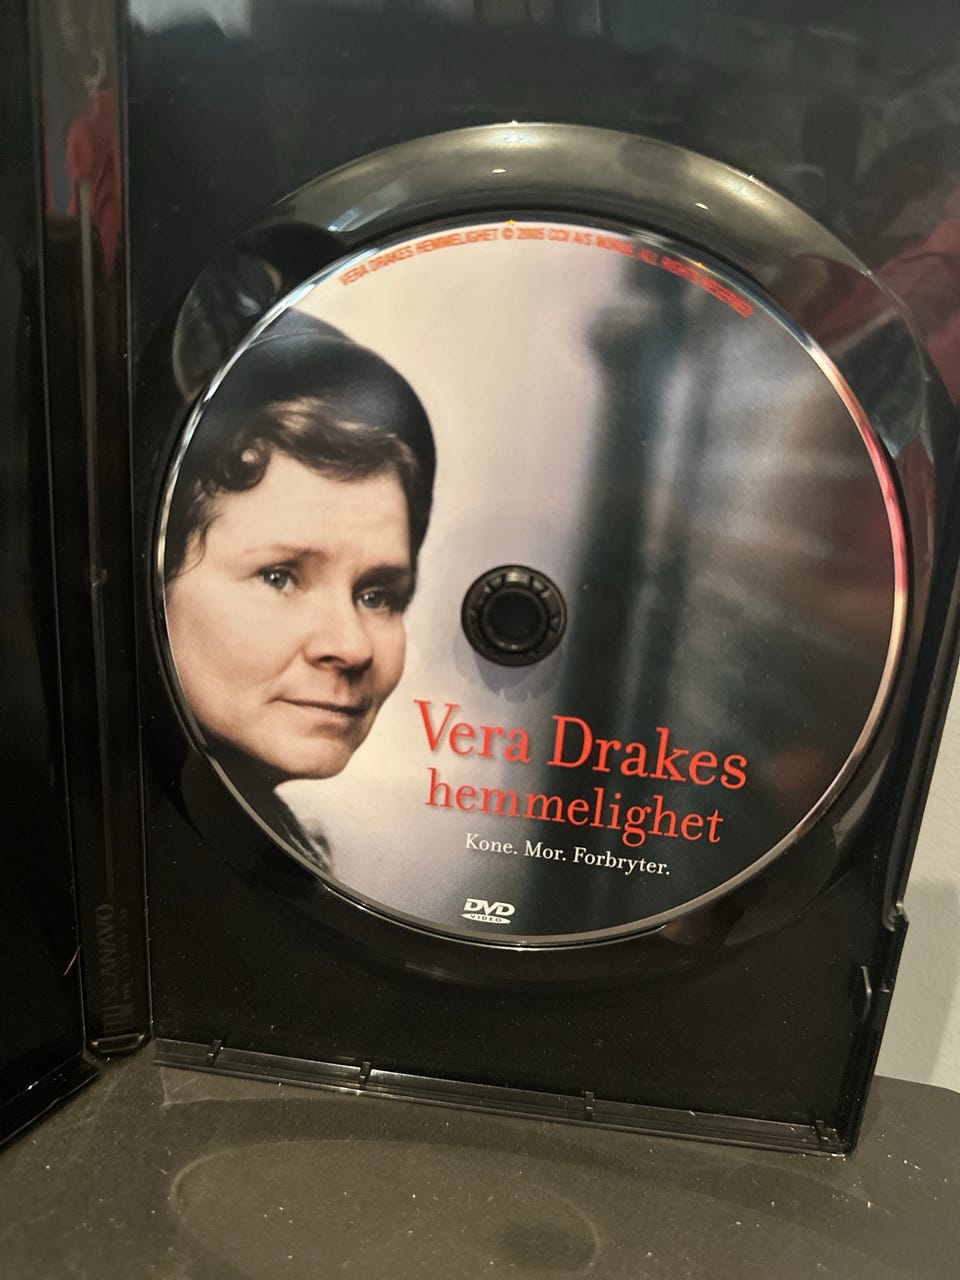 VERA DRAKES HEMMELIGHET © 2005 CCV A/S NORGE. ALL RIGHTS RESERVED
Vera Drakes
hemmelighet
Kone. Mor. Forbryter.
DVD
VIDEO
SCANAVO